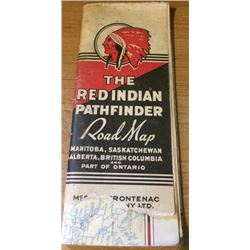 THE
RED INDIAN
PATHFINDER
Road Map
MANITOBA, SASKATCHEWAN
ALBERTA, BRITISH COLUMBIA
AND
PART OF ONTARIO
FRONTENAC
LTD.